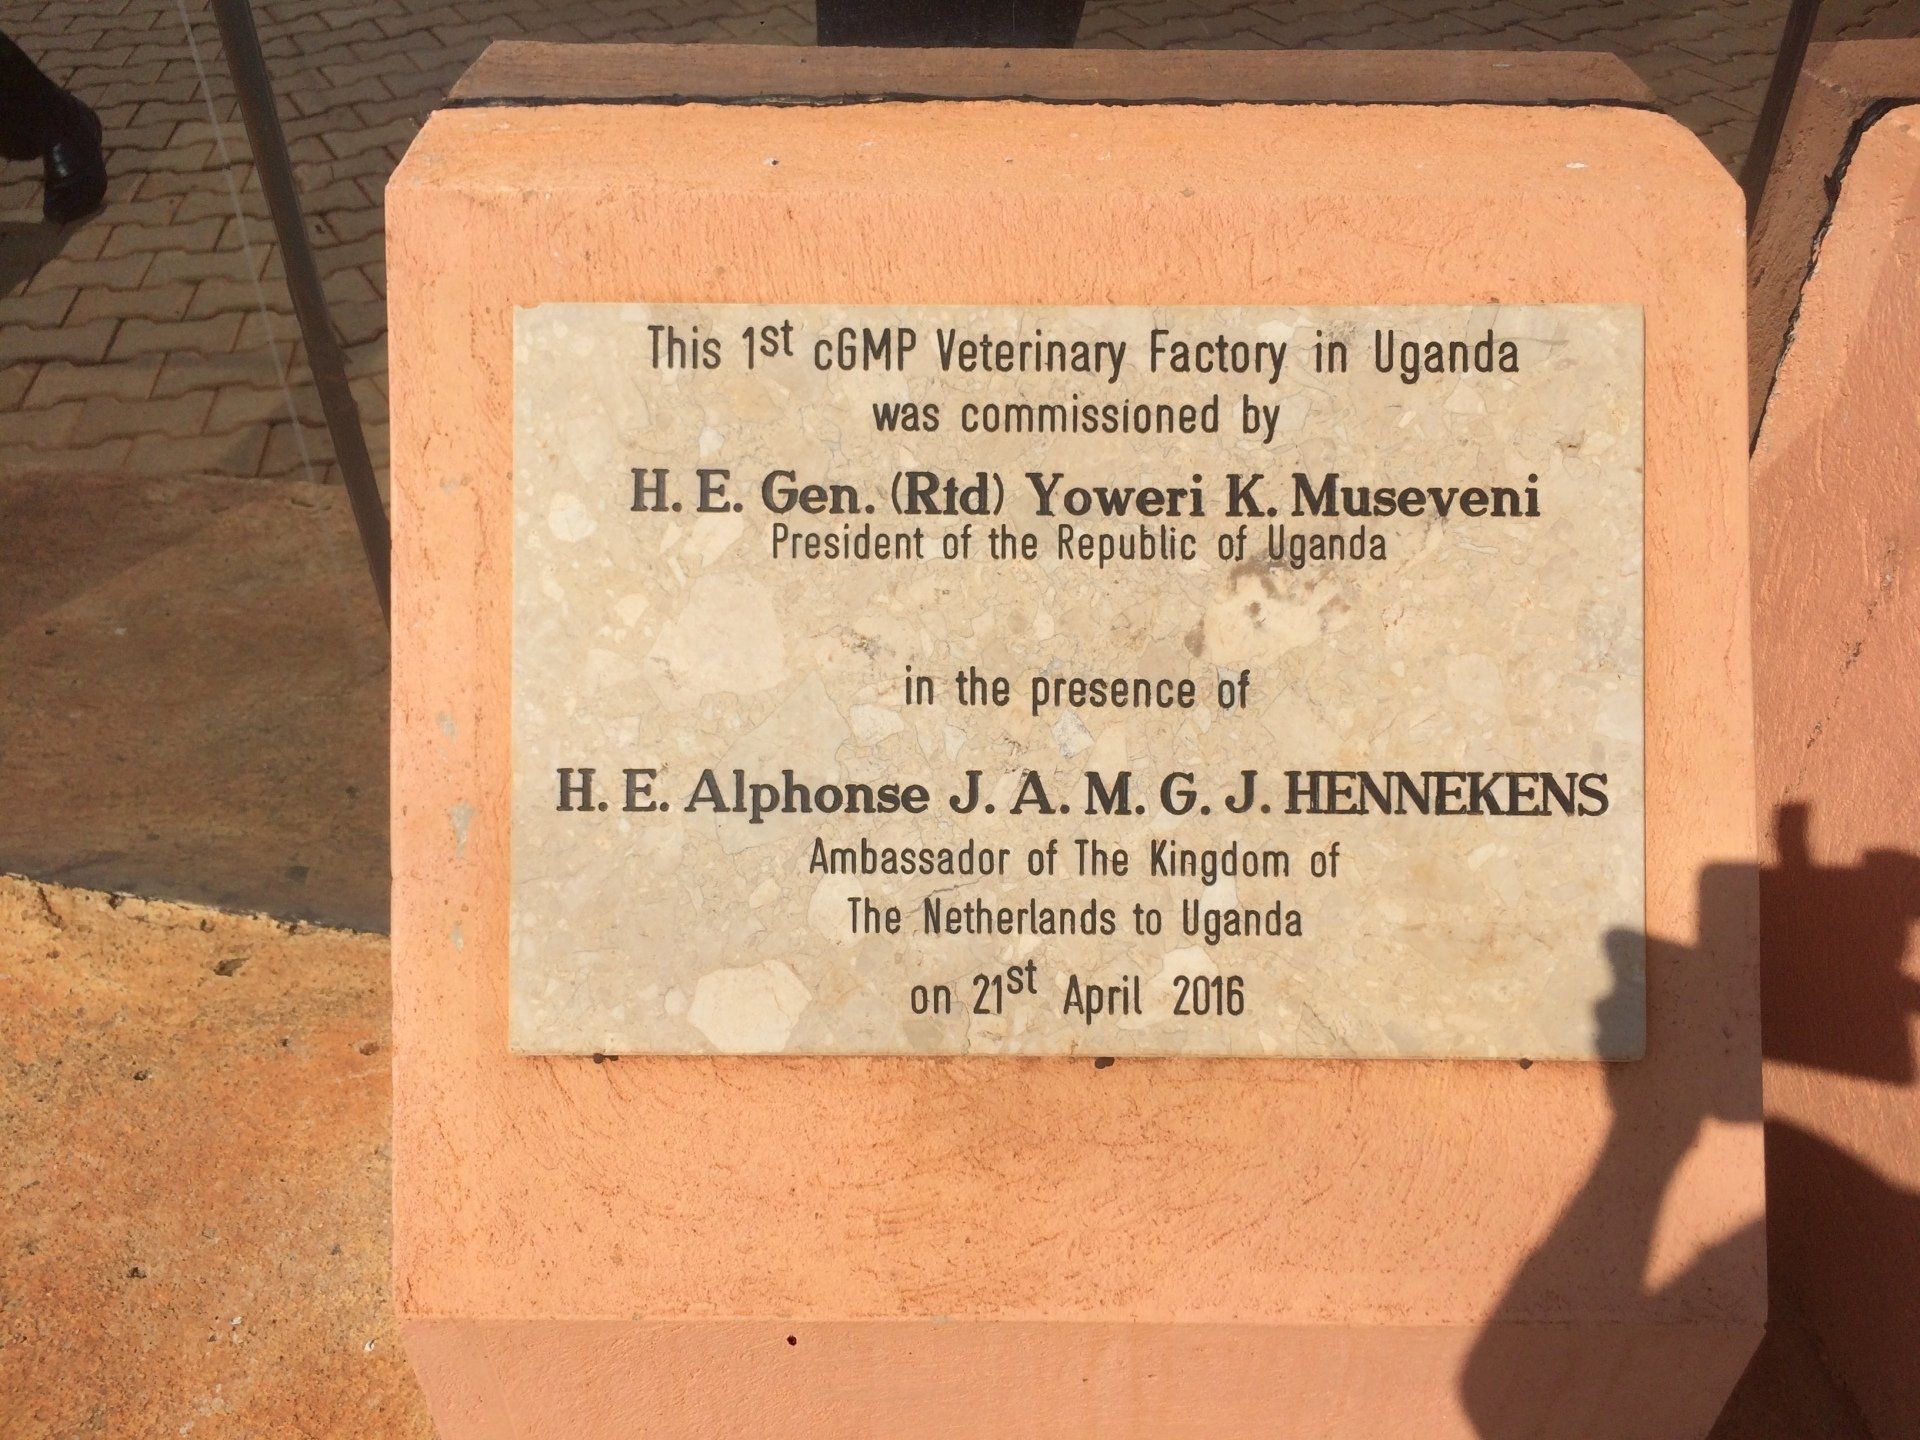 This 1st cGMP Veterinary Factory in Uganda
was commissioned by
H. E. Gen. (Rtd) Yoweri K. Museveni
President of the Republic of Uganda
in the presence of
H. E. Alphonse J. A. M. G. J. HENNEKENS
Ambassador of The Kingdom of
The Netherlands to Uganda
on 21st April 2016